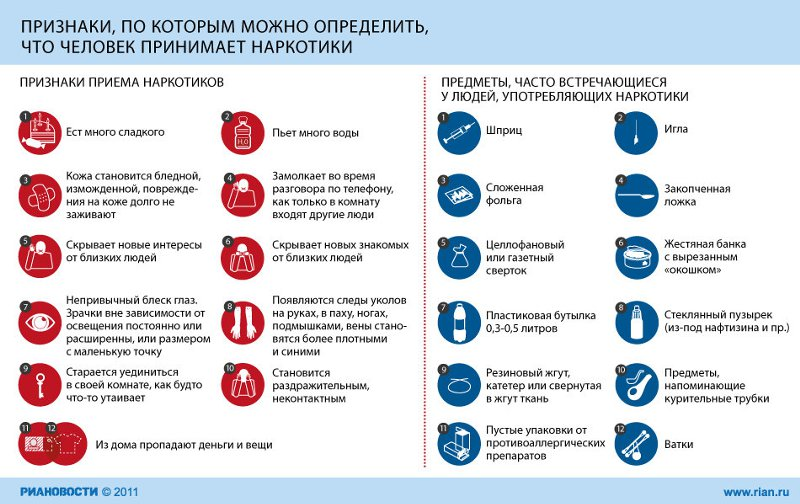 ПРИЗНАКИ, ПО КОТОРЫМ МОЖНО ОПРЕДЕЛИТЬ,
ЧТО ЧЕЛОВЕК ПРИНИМАЕТ НАРКОТИКИ
ПРИЗНАКИ ПРИЕМА НАРКОТИКОВ
1
Ест много сладкого
2
H₂0
Пьет много воды
3
Кожа становится бледной,
изможденной, поврежде-
ния на коже долго не
заживают
4
Замолкает во время
разговора по телефону,
как только в комнату
входят другие люди
5
Скрывает новые интересы
от близких людей
6
Скрывает новых знакомых
от близких людей
7
Непривычный блеск глаз.
Зрачки вне зависимости от
освещения постоянно или
расширены, или размером
с маленькую точку
8
Появляются следы уколов
на руках, в паху, ногах,
подмышками, вены стано-
вятся более плотными
и синими
9
Старается уединиться
в своей комнате, как будто
что-то утаивает
10
Становится
раздражительным,
неконтактным
11
12
Из дома пропадают деньги и вещи
ПРЕДМЕТЫ, ЧАСТО ВСТРЕЧАЮЩИЕСЯ
У ЛЮДЕЙ, УПОТРЕБЛЯЮЩИХ НАРКОТИКИ
1
Шприц
2
Игла
3
Сложенная
фольга
4
Закопченная
ложка
5
Целлофановый
или газетный
сверток
6
Жестяная банка
с вырезанным
«окошком»
7
Пластиковая бутылка
0,3-0,5 литров
8
Стеклянный пузырек
(из-под нафтизина и пр.)
9
Резиновый жгут,
катетер или свернутая
в жгут ткань
10
Предметы,
напоминающие
курительные трубки
11
Пустые упаковки от
противоаллергических
препаратов
12
Ватки
РИАНОВОСТИ © 2011
www.rian.ru